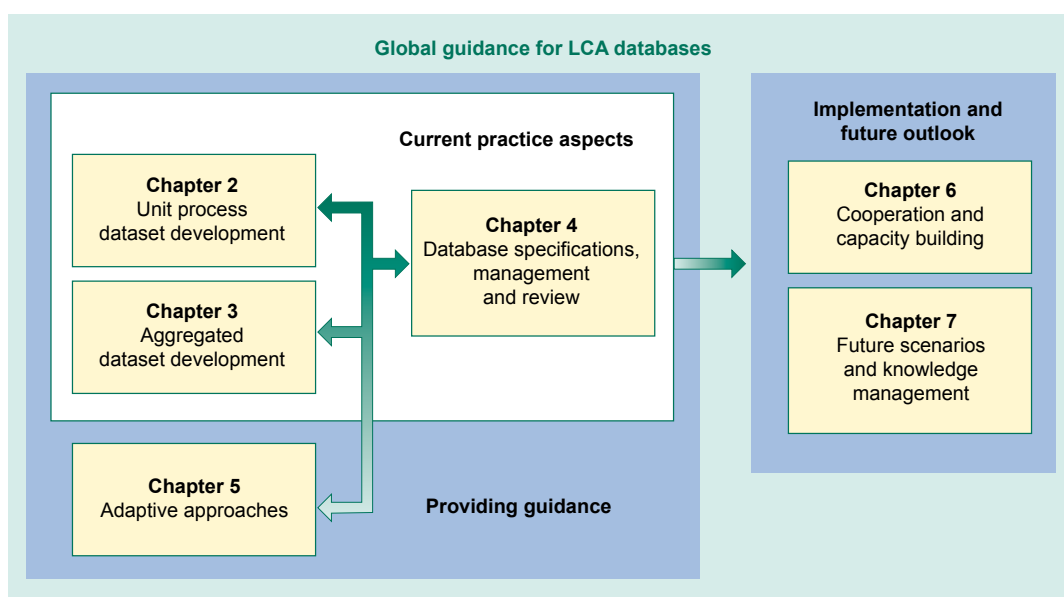 Global guidance for LCA databases
Current practice aspects
Chapter 2
Unit process
dataset development
Chapter 3
Aggregated
dataset development
Chapter 4
Database specifications,
management
and review
Chapter 5
Adaptive approaches
Providing guidance
Implementation and
future outlook
Chapter 6
Cooperation and
capacity building
Chapter 7
Future scenarios
and knowledge
management